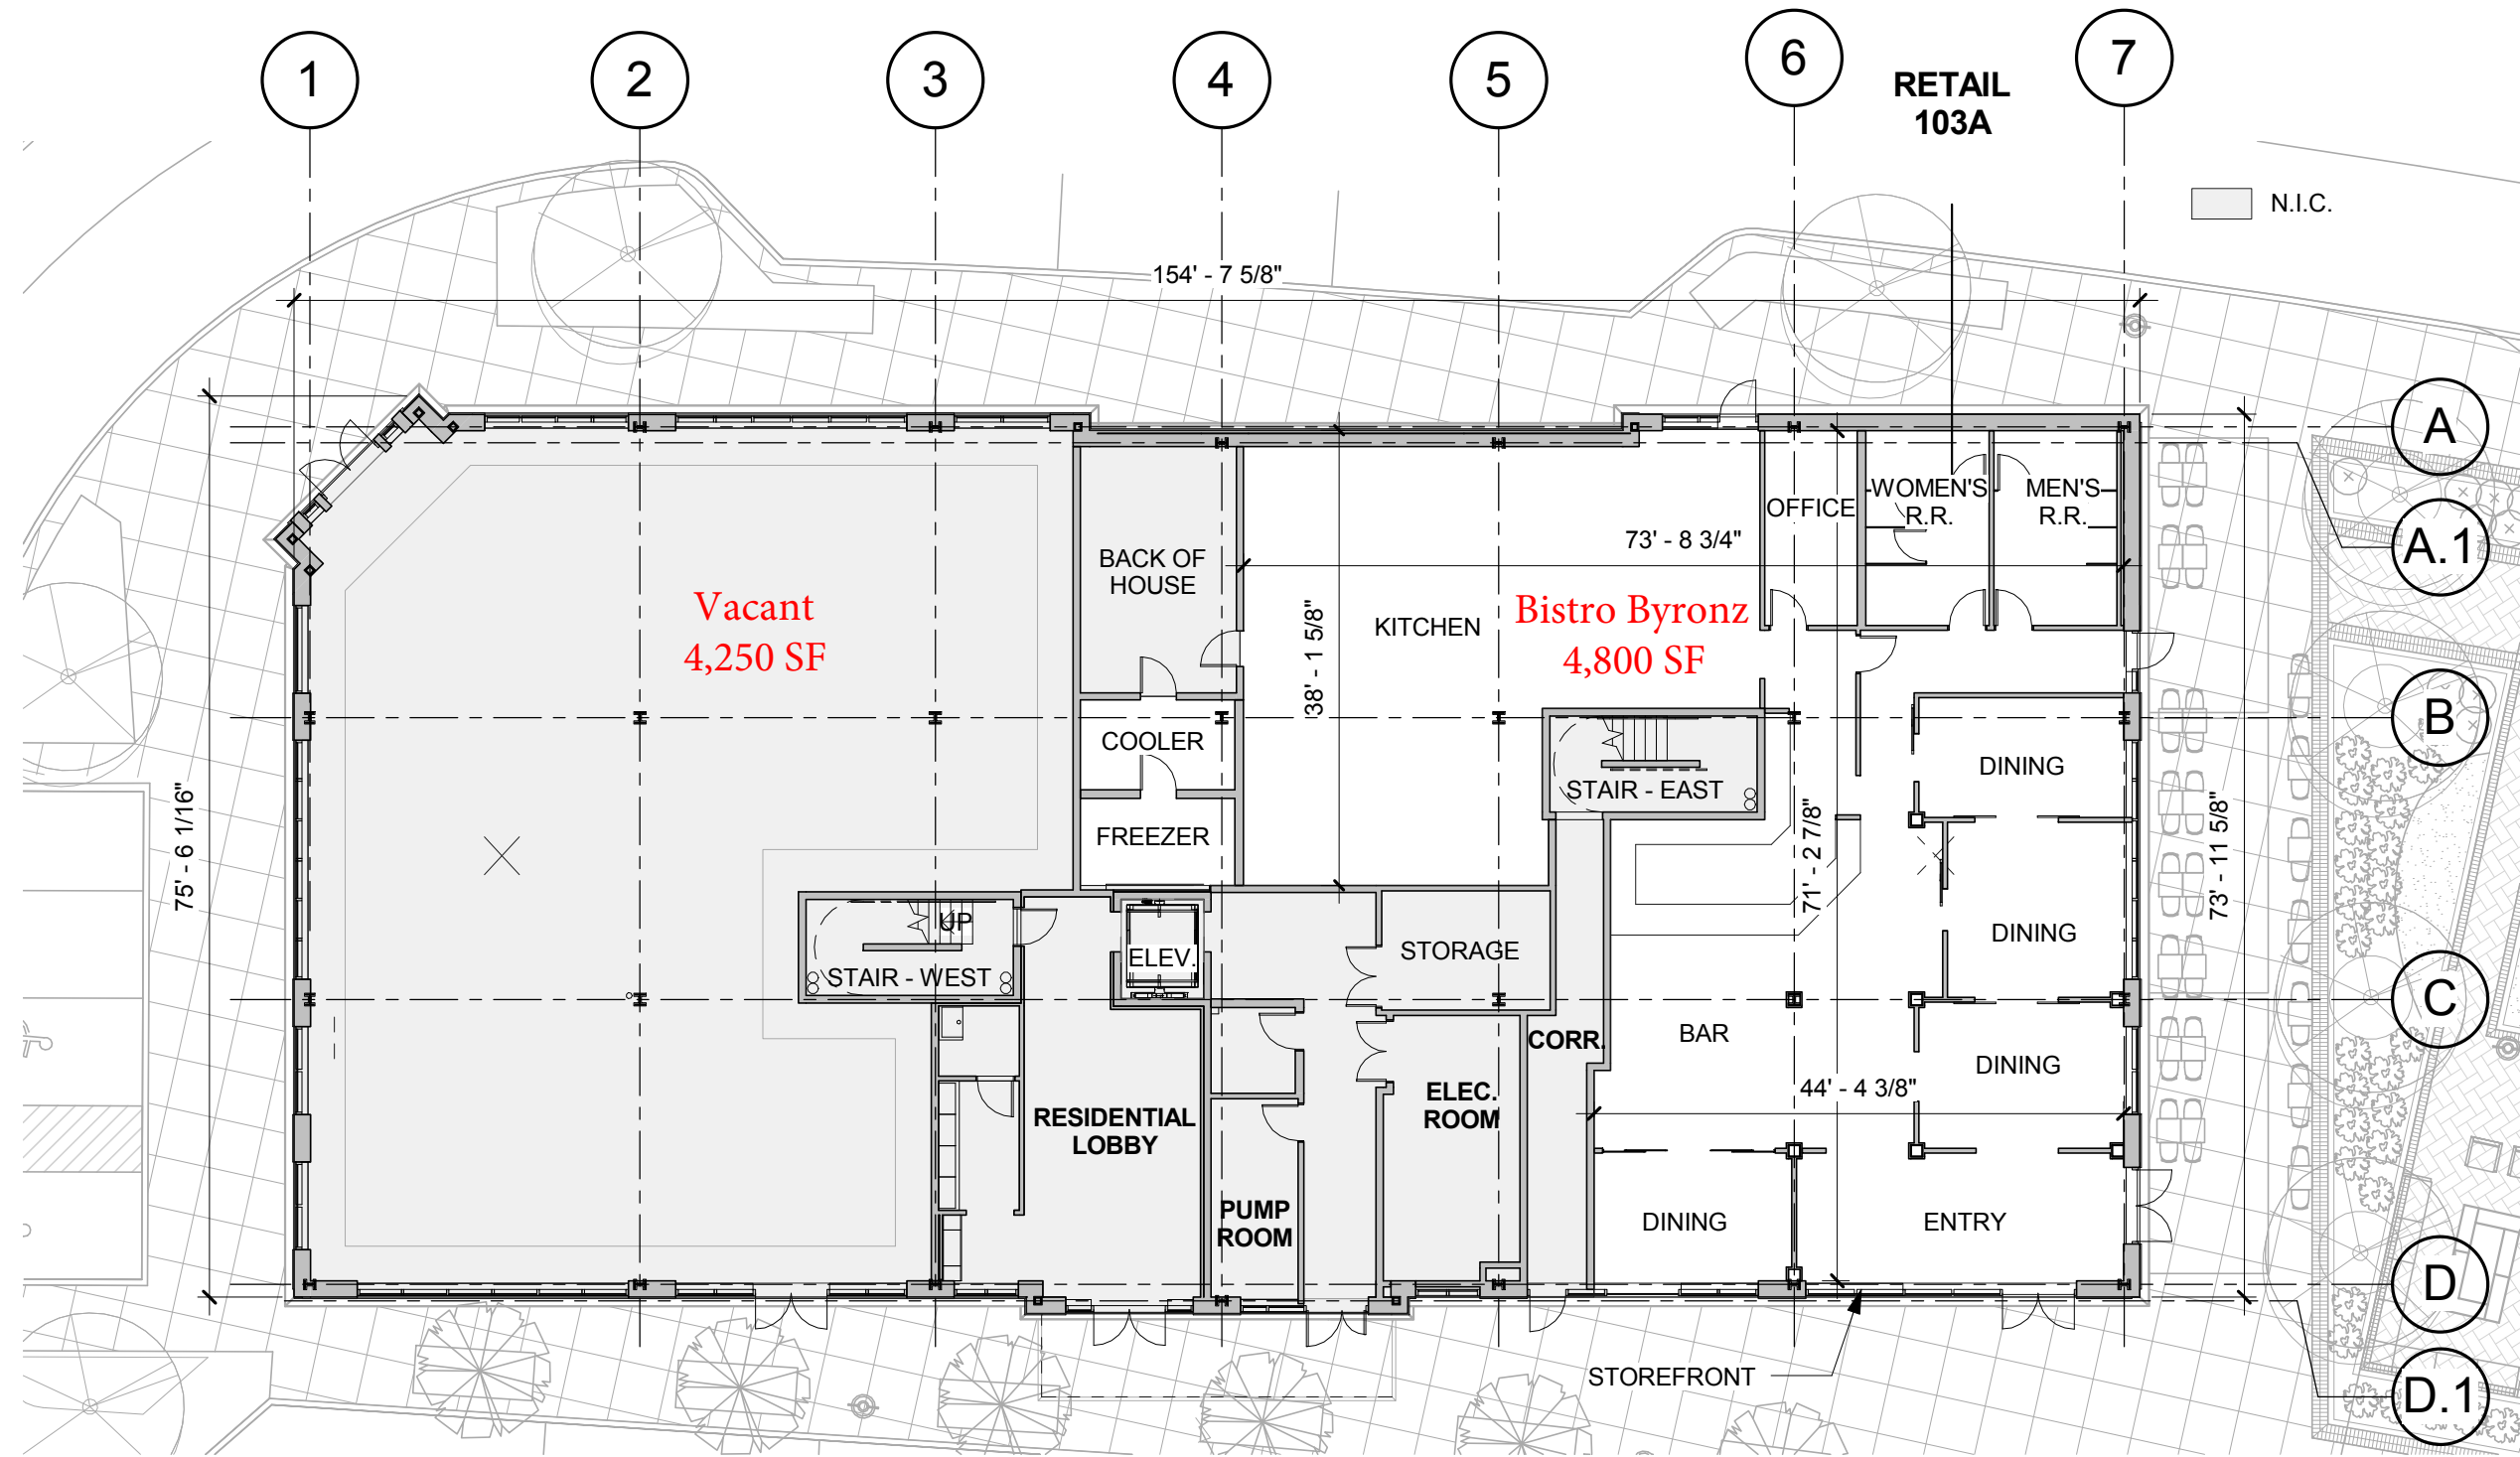 1
2
3
4
5
6
7
RETAIL
103A
N.I.C.
154' - 7 5/8"
A
A.1
B
C
D
D.1
WOMEN'S
R.R.
MEN'S
R.R.
OFFICE
73' - 8 3/4"
BACK OF
HOUSE
Vacant
4,250 SF
KITCHEN
Bistro Byronz
4,800 SF
38' - 1 5/8"
COOLER
DINING
STAIR - EAST
FREEZER
75' - 6 1/16"
71' - 2 7/8"
73' - 11 5/8"
UP
DINING
STORAGE
ELEV.
STAIR - WEST
BAR
CORR.
DINING
44' - 4 3/8"
ELEC.
ROOM
RESIDENTIAL
LOBBY
PUMP
ROOM
DINING
ENTRY
STOREFRONT